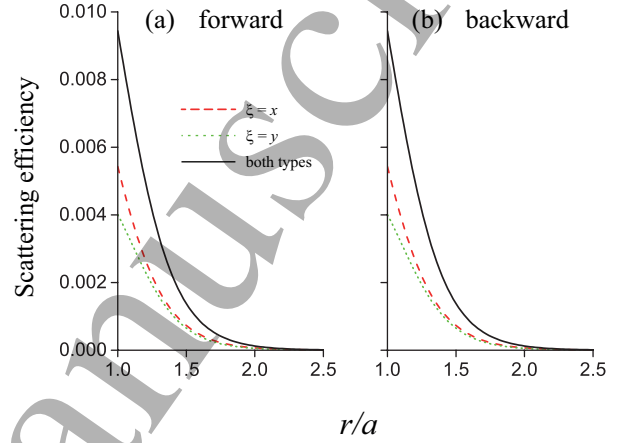 (a) forward
(b) backward
0.010
0.008
0.006
0.004
0.002
0.000
Scattering efficiency
ξ = x
ξ = y
both types
1.0 1.5 2.0 2.5
1.0 1.5 2.0 2.5
r/a
anuscri